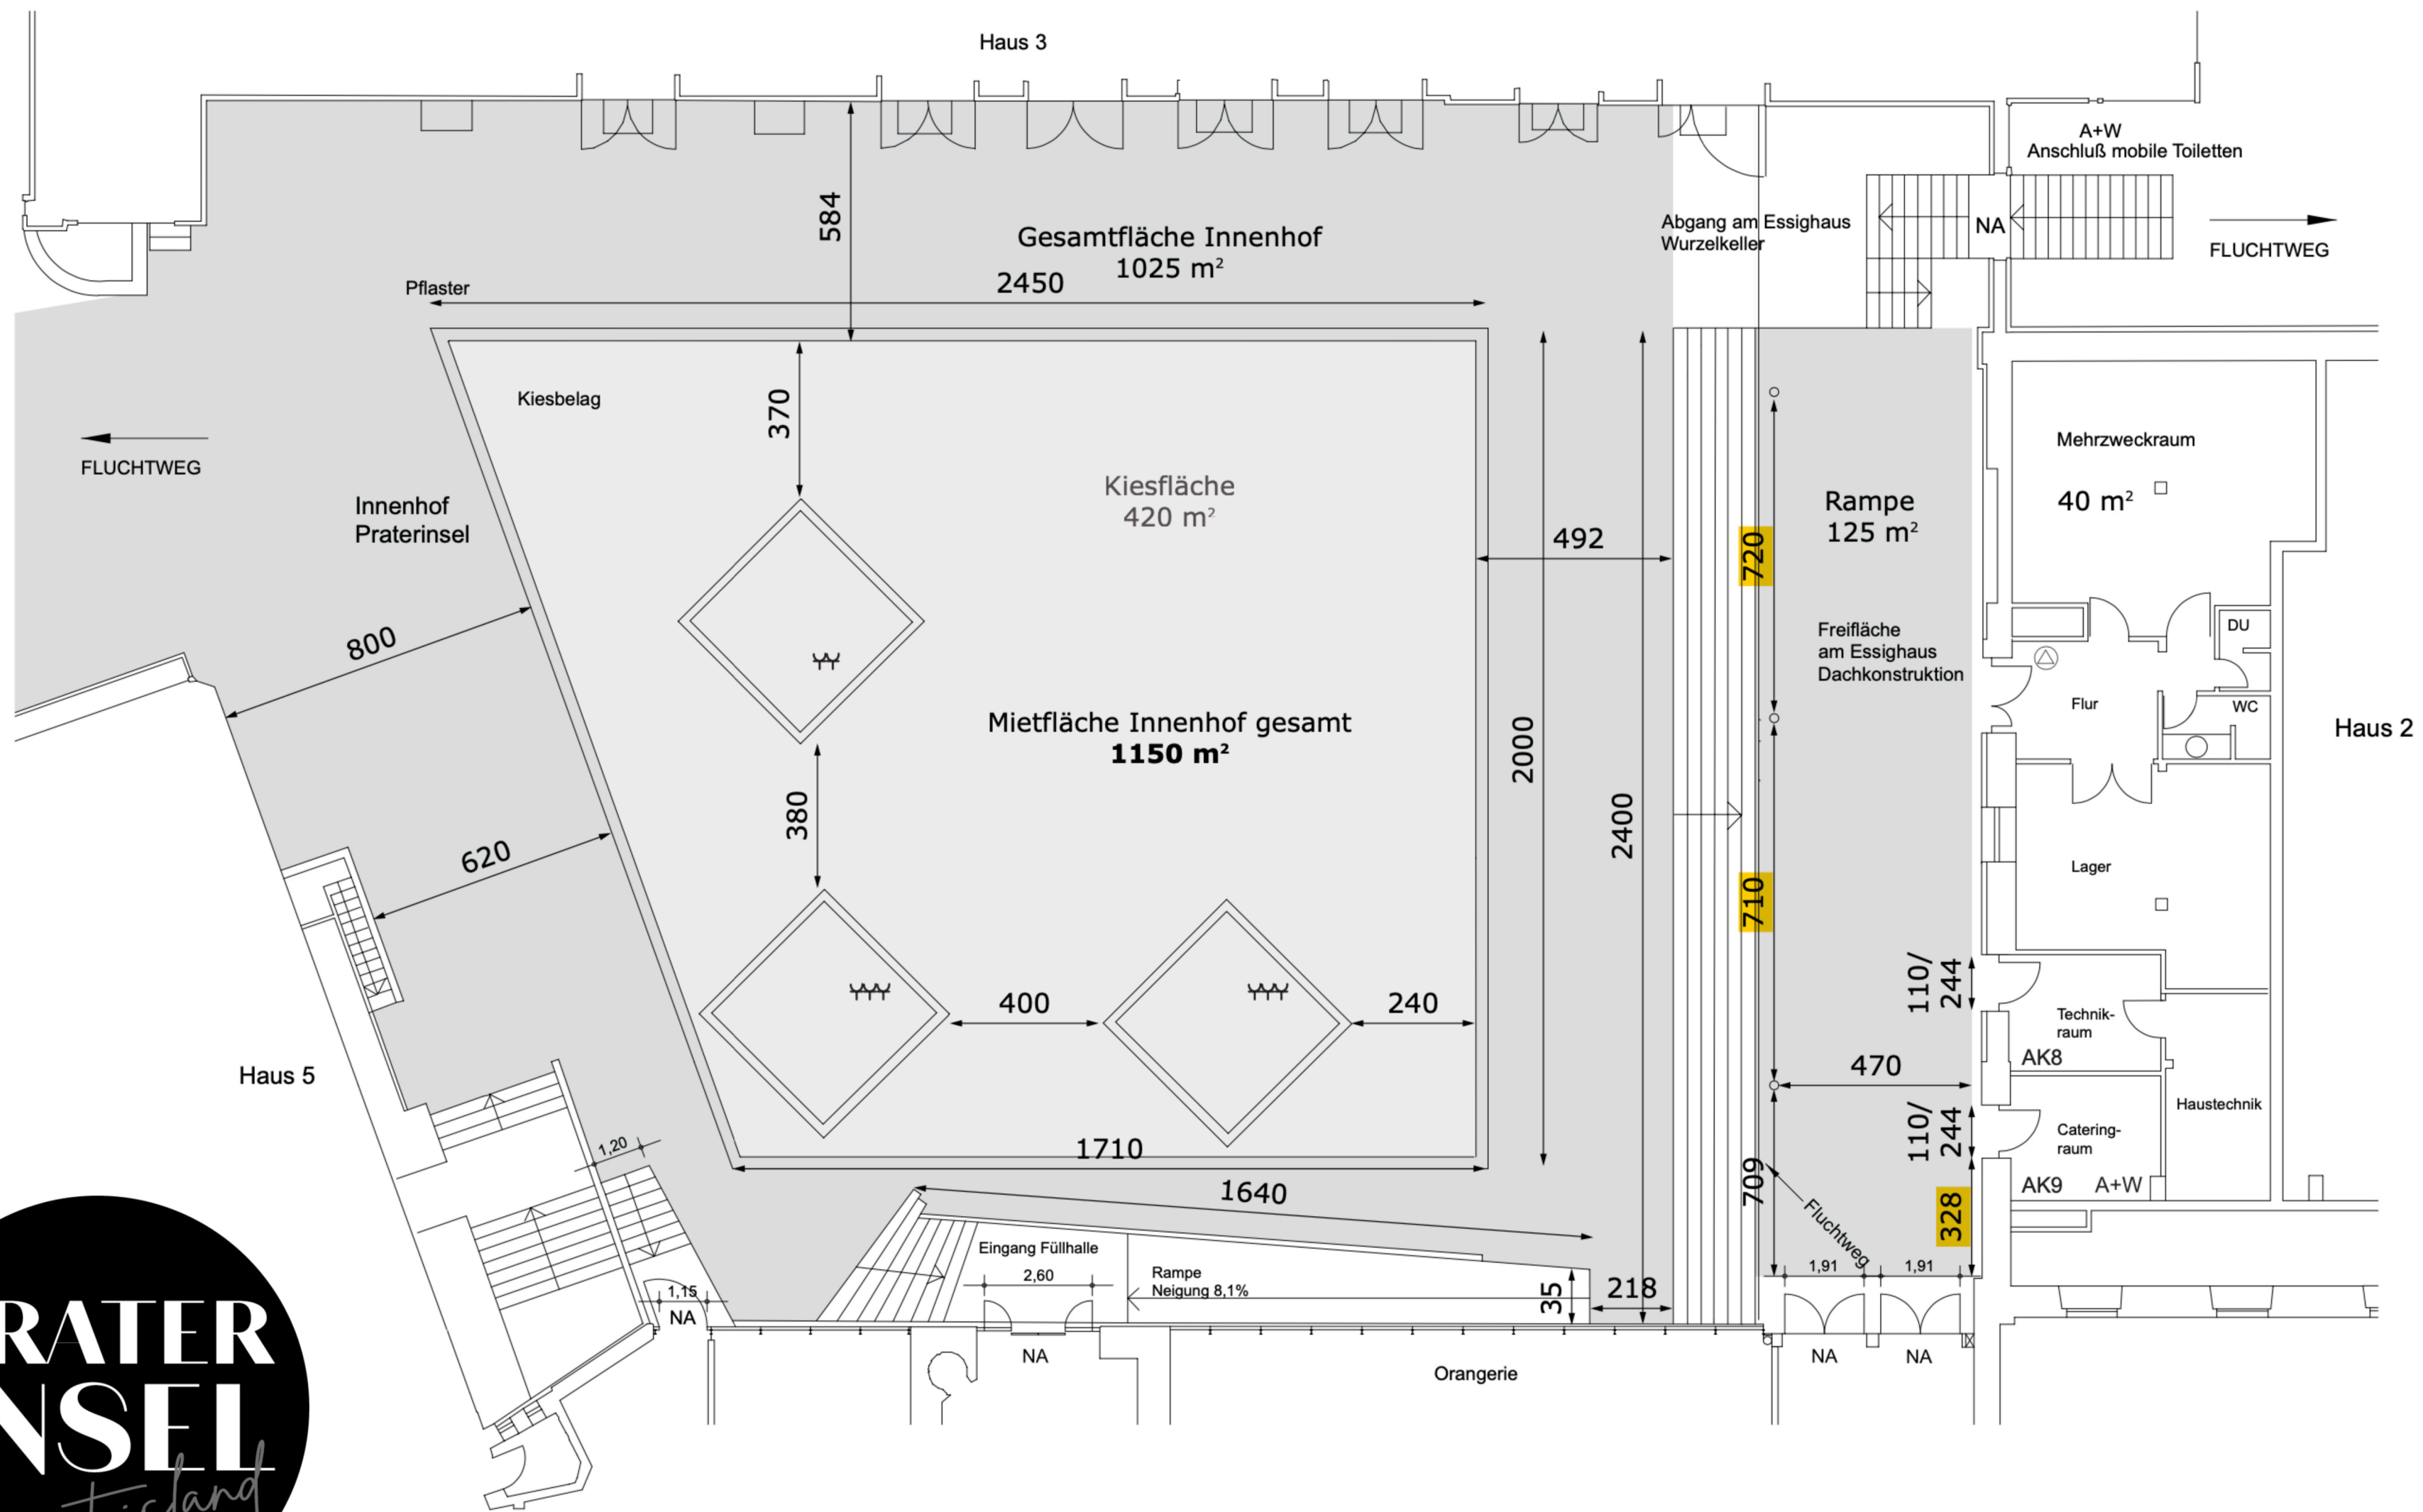 Haus 3
A+W
Anschluß mobile Toiletten
584
Gesamtfläche Innenhof
1025 m²
2450
Abgang am Essighaus
Wurzelkeller
NA
FLUCHTWEG
Pflaster
Kiesbelag
370
FLUCHTWEG
Innenhof
Praterinsel
Kiesfläche
420 m²
492
720
Rampe
125 m²
Mehrzweckraum
40 m²
800
Freifläche
am Essighaus
Dachkonstruktion
DU
Flur
WC
Haus 2
Mietfläche Innenhof gesamt
1150 m²
2000
2400
380
620
710
Lager
110/
244
400
240
Technik-
raum
AK8
470
Haus 5
110/
244
Haustechnik
Catering-
raum
AK9
A+W
1,20
1710
1640
709
Fluchtweg
328
Eingang Füllhalle
2,60
Rampe
Neigung 8,1%
35
218
1,91
1,91
1,15
NA
NA
Orangerie
NA
NA
RATER
NSEL